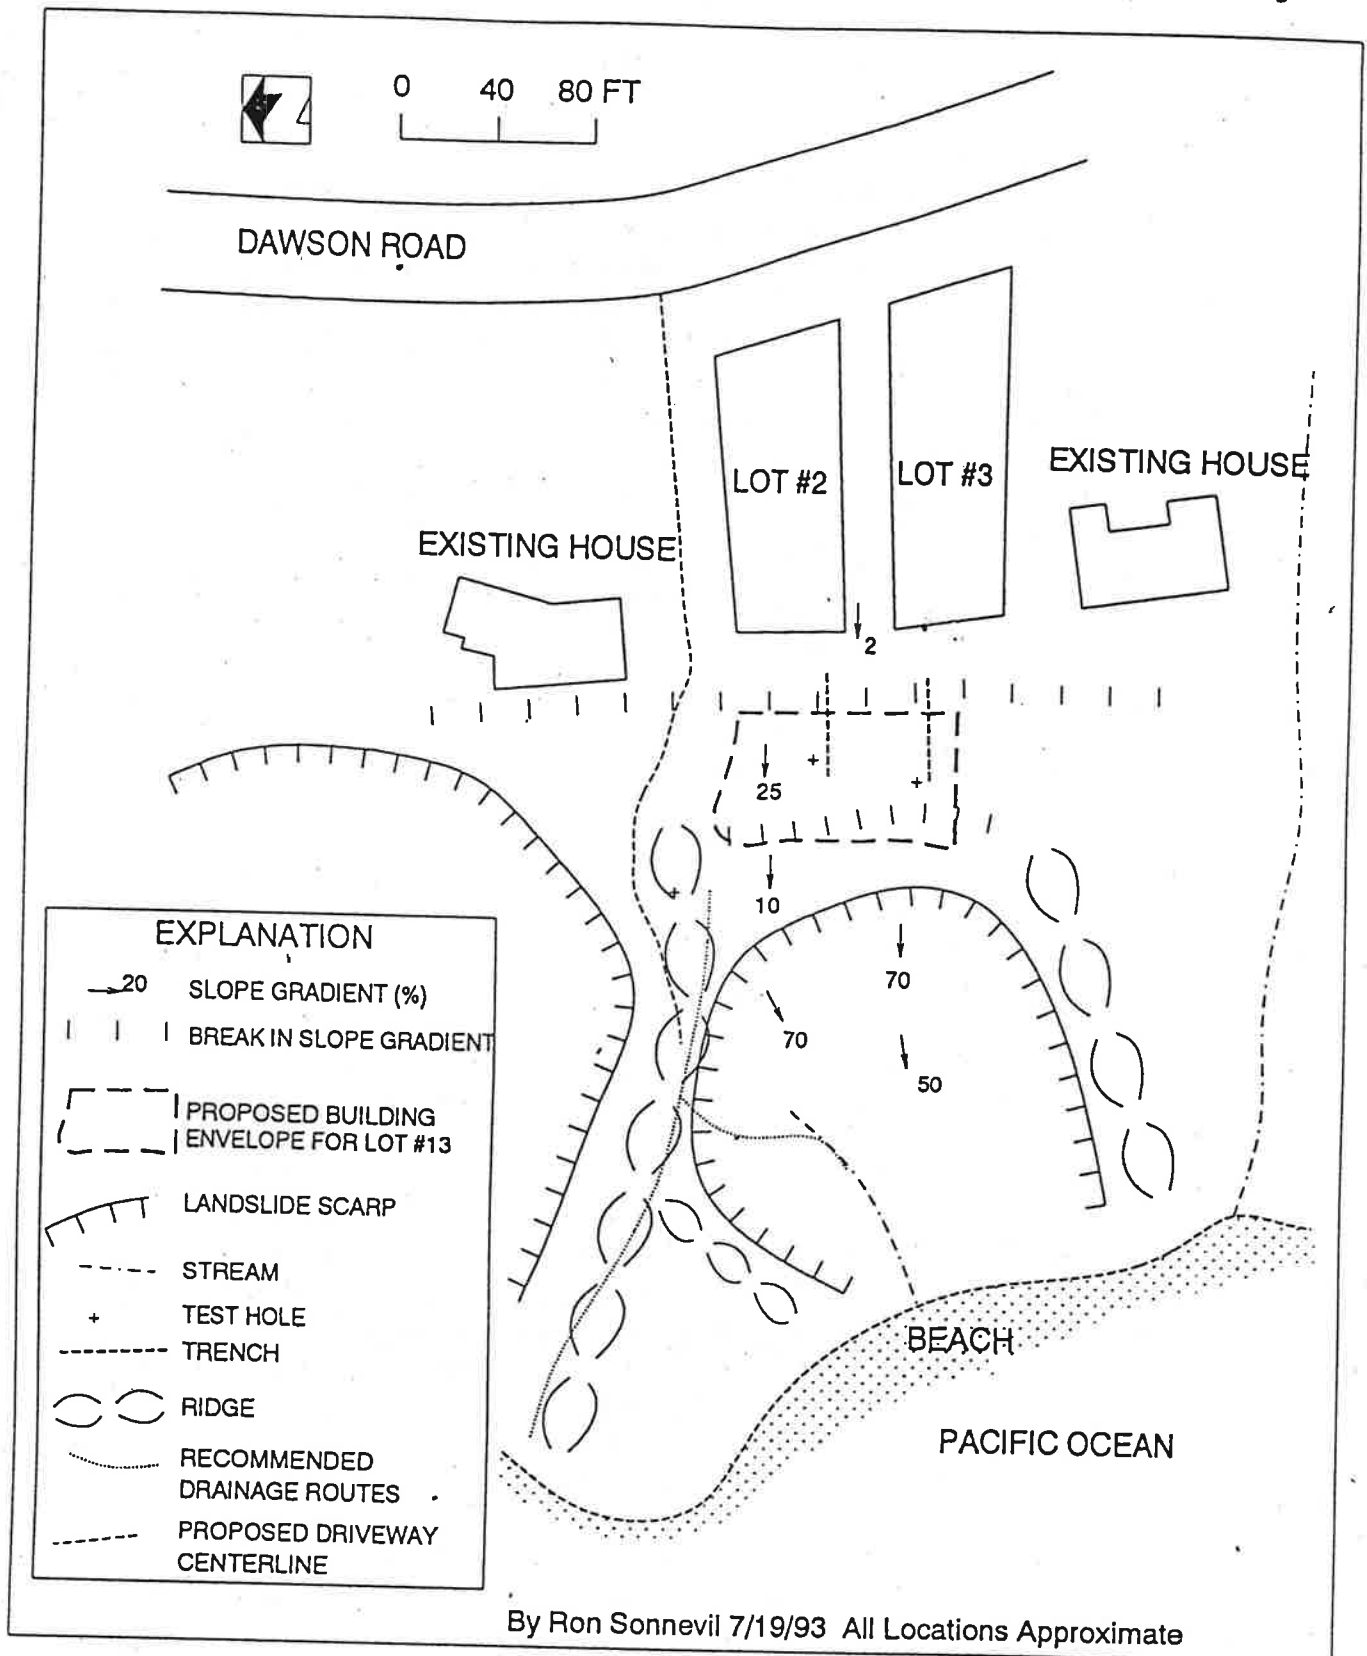 0 40 80 FT
DAWSON ROAD
LOT #2
LOT #3
EXISTING HOUSE
EXISTING HOUSE
2
25
10
70
70
50
EXPLANATION
20 SLOPE GRADIENT (%)
BREAK IN SLOPE GRADIENT
PROPOSED BUILDING
ENVELOPE FOR LOT #13
LANDSLIDE SCARP
STREAM
TEST HOLE
TRENCH
RIDGE
RECOMMENDED
DRAINAGE ROUTES
PROPOSED DRIVEWAY
CENTERLINE
BEACH
PACIFIC OCEAN
By Ron Sonnevil 7/19/93 All Locations Approximate